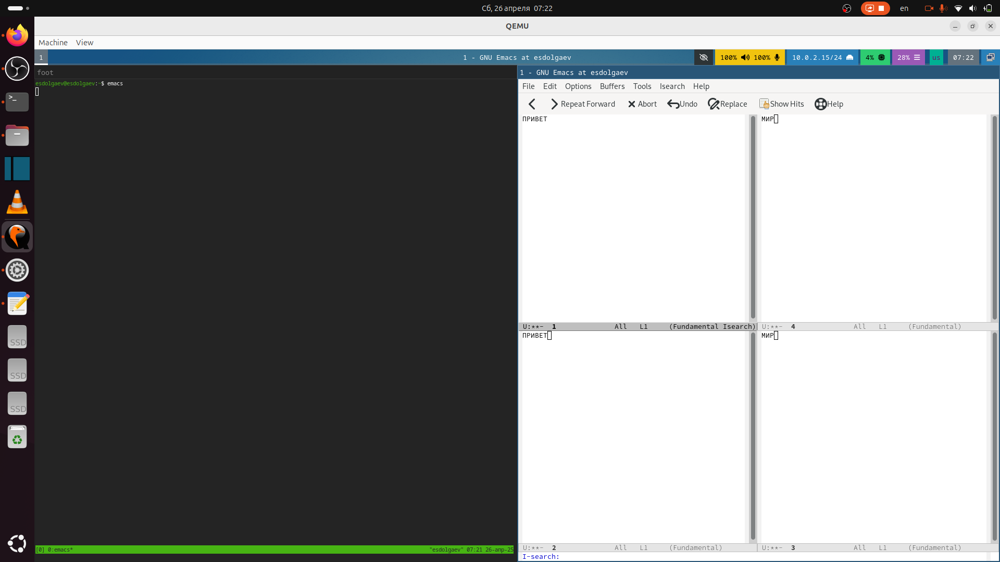 Сб, 26 апреля 07:22
en
QEMU
Machine View
1
1 - GNU Emacs at esdolgaev
100% 100%
10.0.2.15/24
4%
28%
us
07:22
foot
esdolgaev@esdolgaev:~$ emacs
[0] 0:emacs*
"esdolgaev" 07:21 26-апр-25
1 - GNU Emacs at esdolgaev
File Edit Options Buffers Tools Isearch Help
Repeat Forward Abort Undo Replace Show Hits Help
ПРИВЕТ
МИР
U:**- 1 All L1 (Fundamental Isearch)
U:**- 4 All L1 (Fundamental)
ПРИВЕТ
МИР
U:**- 2 All L1 (Fundamental)
U:**- 3 All L1 (Fundamental)
I-search:
>_
SSD
SSD
SSD